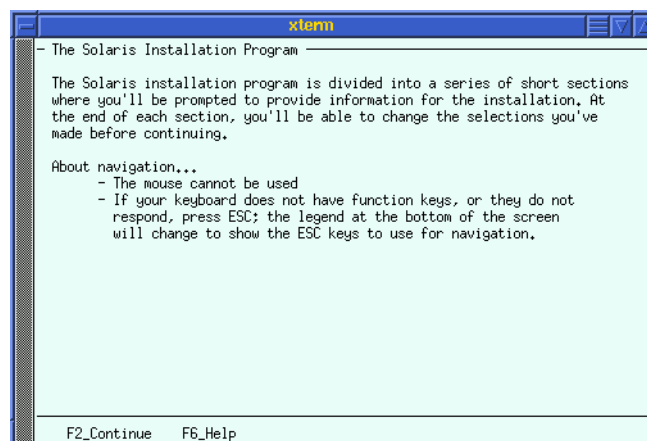 xterm
The Solaris Installation Program
The Solaris installation program is divided into a series of short sections
where you'll be prompted to provide information for the installation. At
the end of each section, you'll be able to change the selections you've
made before continuing.
About navigation...
- The mouse cannot be used
- If your keyboard does not have function keys, or they do not
respond, press ESC; the legend at the bottom of the screen
will change to show the ESC keys to use for navigation.
F2_Continue F6_Help